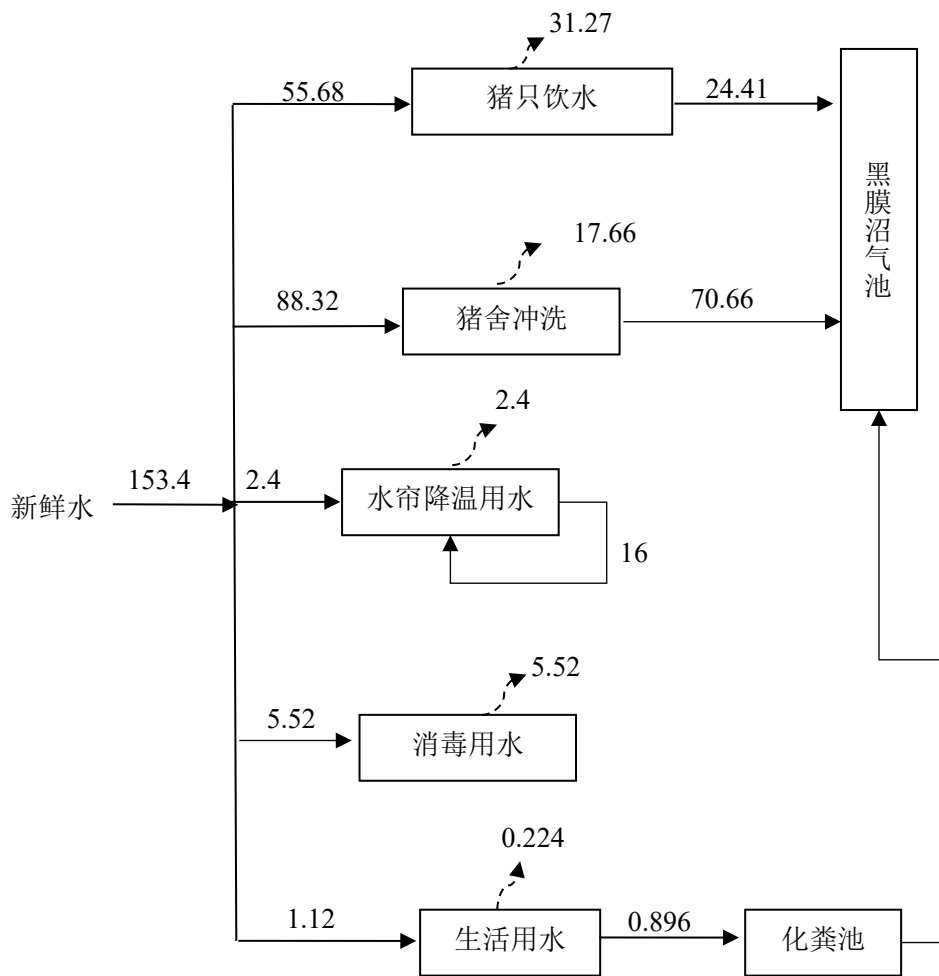 31.27
55.68
猪只饮水
24.41
黑膜沼气池
17.66
88.32
猪舍冲洗
70.66
2.4
新鲜水
153.4
2.4
水帘降温用水
16
5.52
5.52
消毒用水
0.224
1.12
生活用水
0.896
化粪池